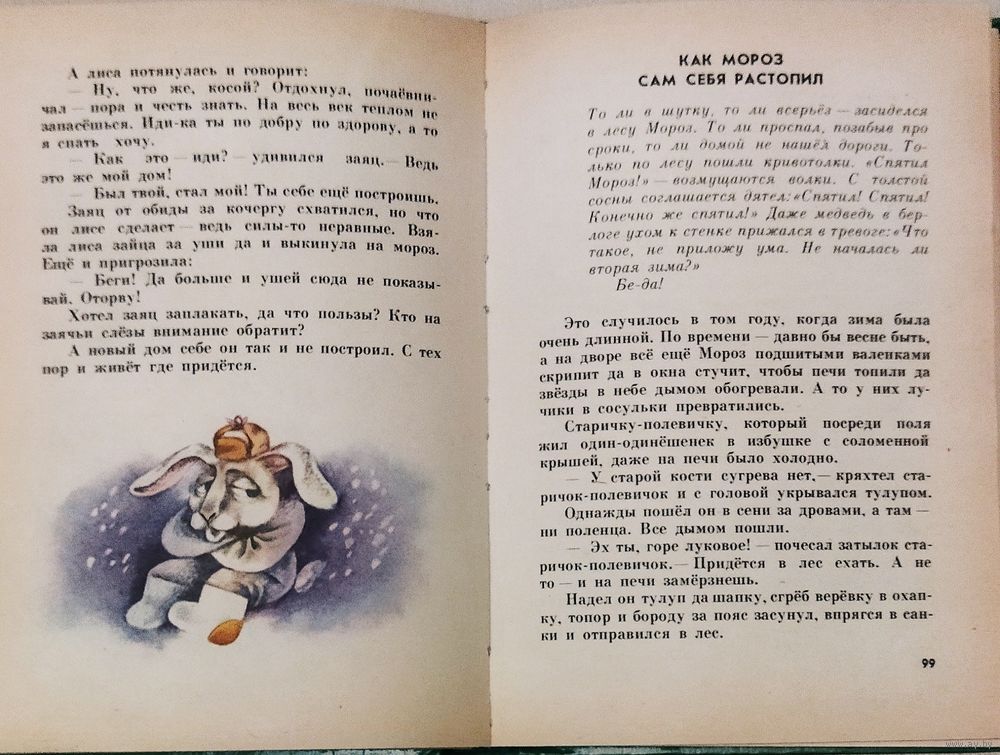 А лиса потянулась и говорит:
— Ну, что же, косой? Отдохнул, почаёвни-
чал — пора и честь знать. На весь век теплом не
запасёшься. Иди-ка ты по добру по здорову, а то
я спать хочу.
— Как это — иди? — удивился заяц.— Ведь
это же мой дом!
— Был твой, стал мой! Ты себе ещё построишь.
Заяц от обиды за кочергу схватился, но что
он лисе сделает — ведь силы-то неравные. Взя-
ла лиса зайца за уши да и выкинула на мороз.
Ещё и пригрозила:
— Беги! Да больше и ушей сюда не показы-
вай. Оторву!
Хотел заяц заплакать, да что пользы? Кто на
заячьи слёзы внимание обратит?
А новый дом себе он так и не построил. С тех
пор и живёт где придётся.
КАК МОРОЗ
САМ СЕБЯ РАСТОПИЛ
То ли в шутку, то ли всерьёз — засиделся
в лесу Мороз. То ли проспал, позабыв про
сроки, то ли домой не нашёл дороги. То-
лько по лесу пошли кривотолки. «Спятил
Мороз!» — возмущаются волки. С толстой
сосны соглашается дятел: «Спятил! Спятил!
Конечно же спятил!» Даже медведь в бер-
логе ухом к стенке прижался в тревоге: «Что
такое, не приложу ума. Не началась ли
вторая зима?»
Бе-да!
Это случилось в том году, когда зима была
очень длинной. По времени — давно бы весне быть,
а на дворе всё ещё Мороз подшитыми валенками
скрипит да в окна стучит, чтобы печи топили да
звёзды в небе дымом обогревали. А то у них лу-
чики в сосульки превратились.
Старичку-полевичку, который посреди поля
жил один-одинёшенек в избушке с соломенной
крышей, даже на печи было холодно.
— У старой кости сугрева нет,— кряхтел ста-
ричок-полевичок и с головой укрывался тулупом.
Однажды пошёл он в сени за дровами, а там —
ни поленца. Все дымом пошли.
— Эх ты, горе луковое! — почесал затылок ста-
ричок-полевичок.— Придётся в лес ехать. А не
то — и на печи замёрзнешь.
Надел он тулуп да шапку, сгрёб верёвку в охап-
ку, топор и бороду за пояс засунул, впрягся в сан-
ки и отправился в лес.
99
www.av.by